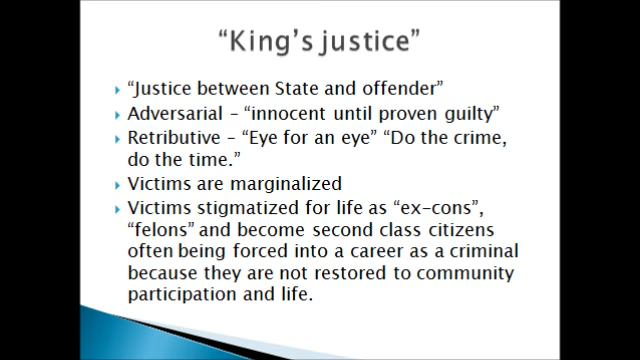 “King’s justice”
“Justice between State and offender”
Adversarial – “innocent until proven guilty”
Retributive – “Eye for an eye” “Do the crime,
do the time.”
Victims are marginalized
Victims stigmatized for life as “ex-cons”,
“felons” and become second class citizens
often being forced into a career as a criminal
because they are not restored to community
participation and life.